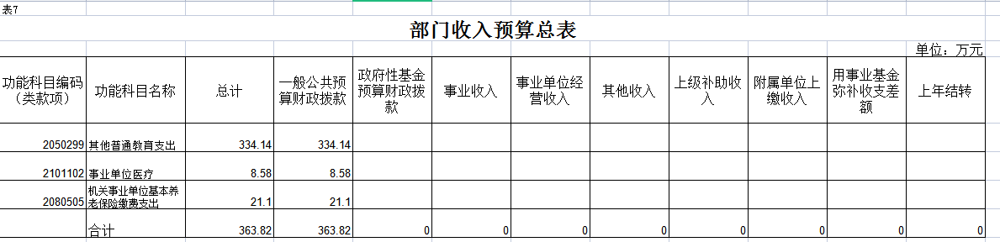 表7
部门收入预算总表
单位：万元
功能科目编码（类款项） 功能科目名称 总计 一般公共预算财政拨款 政府性基金预算财政拨款 事业收入 事业单位经营收入 其他收入 上级补助收入 附属单位上缴收入 用事业基金弥补收支差额 上年结转
2050299 其他普通教育支出 334.14 334.14
2101102 事业单位医疗 8.58 8.58
2080505 机关事业单位基本养老保险缴费支出 21.1 21.1
合计 363.82 363.82 0 0 0 0 0 0 0 0